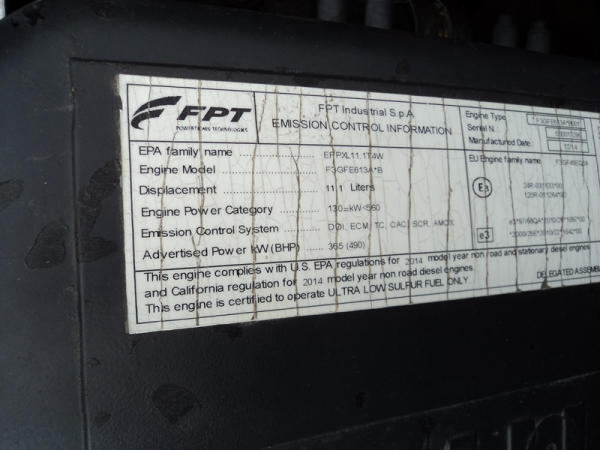 FPT
POWERTRAIN TECHNOLOGIES
FPT Industrial S.p.A.
EMISSION CONTROL INFORMATION
Engine Type
Serial N.
Manufactured Date
EPA family name EFPXL11.1T4W
Engine Model F3GFE613A*B
Displacement 11.1 Liters
Engine Power Category 130=kW<560
Emission Control System DDI, ECM, TC, CAC, SCR, AMOX
Advertised Power kW (BHP) 365 (490)
EU Engine family name
E3
e3
This engine complies with U.S. EPA regulations for 2014 model year non road and stationary diesel engines
and California regulation for 2014 model year non road diesel engines.
This engine is certified to operate ULTRA LOW SULFUR FUEL ONLY
DELEGATED ASSEMB